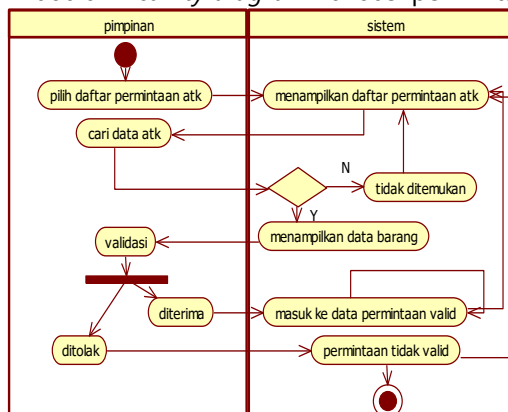 pimpinan
sistem
pilih daftar permintaan atk
menampilkan daftar permintaan atk
cari data atk
N
tidak ditemukan
Y
menampilkan data barang
validasi
diterima
masuk ke data permintaan valid
ditolak
permintaan tidak valid